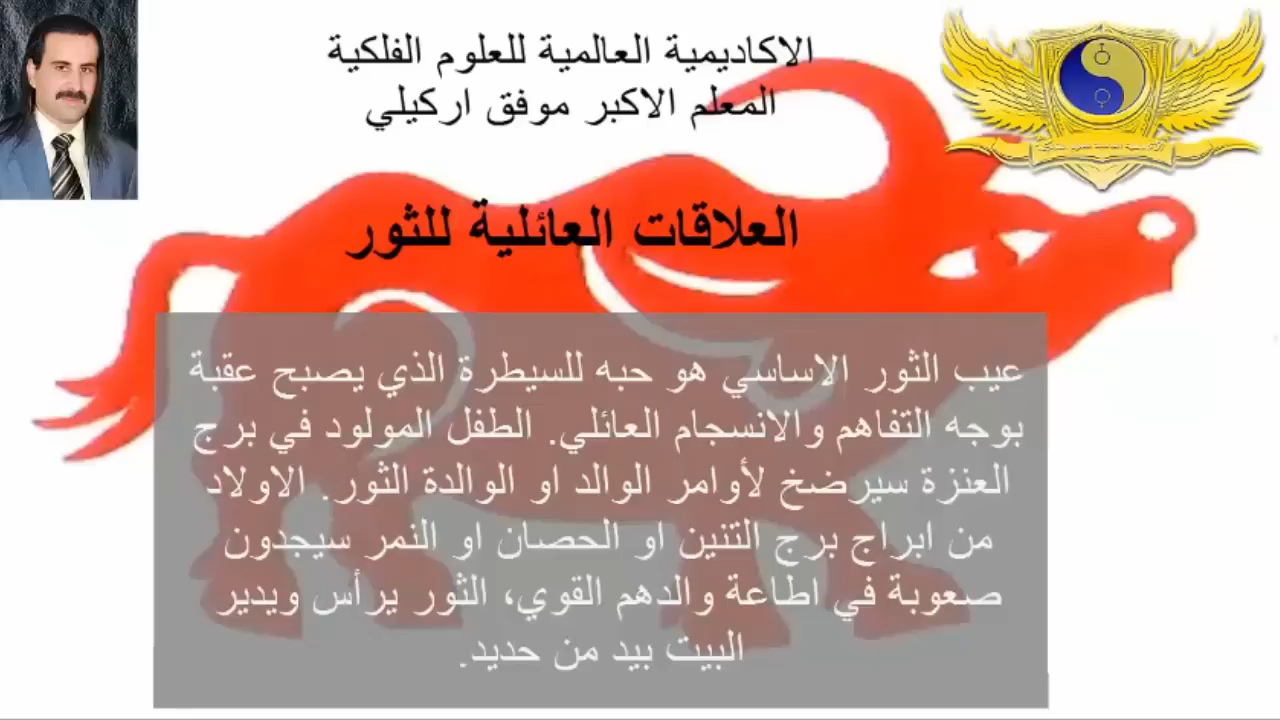 الاكاديمية العالمية للعلوم الفلكية
المعلم الاكبر موفق اركيلي
العلاقات العائلية للثور
عيب الثور الاساسي هو حبه للسيطرة الذي يصبح عقبة
بوجه التفاهم والانسجام العائلي. الطفل المولود في برج
العنزة سيرضخ لأوامر الوالد او الوالدة الثور. الاولاد
من ابراج برج التنين او الحصان او النمر سيجدون
صعوبة في اطاعة والدهم القوي، الثور يرأس ويدير
البيت بيد من حديد.